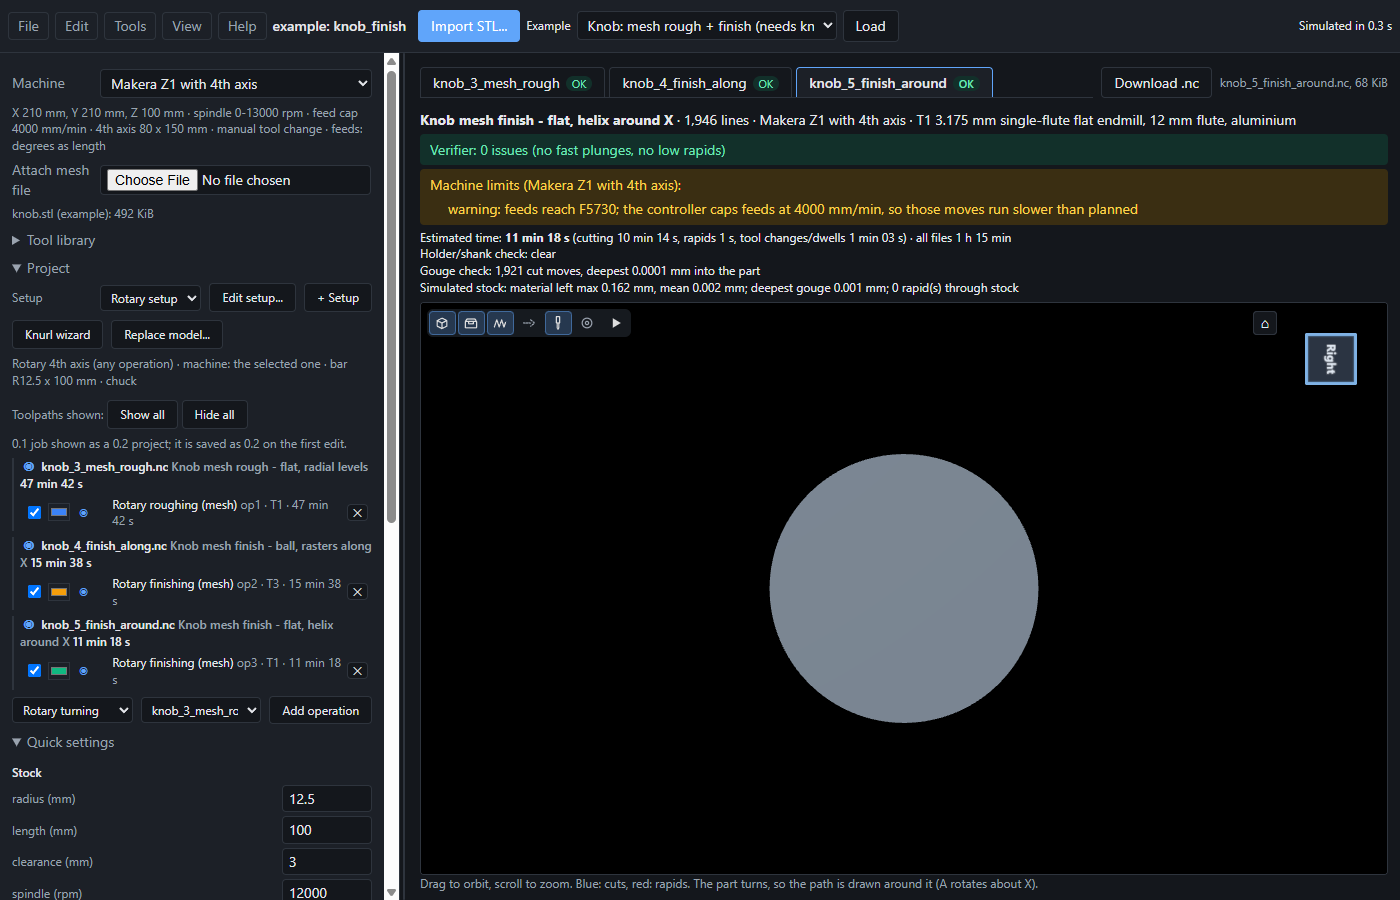 File Edit Tools View Help example: knob_finish Import STL... Example Knob: mesh rough + finish (needs kn Load Simulated in 0.3 s
Machine Makera Z1 with 4th axis
X 210 mm, Y 210 mm, Z 100 mm · spindle 0-13000 rpm · feed cap
4000 mm/min · 4th axis 80 x 150 mm · manual tool change · feeds:
degrees as length
Attach mesh
file Choose File No file chosen
knob.stl (example): 492 KiB
Tool library
Project
Setup Rotary setup Edit setup... + Setup
Knurl wizard Replace model...
Rotary 4th axis (any operation) · machine: the selected one · bar
R12.5 x 100 mm · chuck
Toolpaths shown: Show all Hide all
0.1 job shown as a 0.2 project; it is saved as 0.2 on the first edit.
knob_3_mesh_rough.nc Knob mesh rough - flat, radial levels
47 min 42 s
Rotary roughing (mesh) op1 · T1 · 47 min
42 s
knob_4_finish_along.nc Knob mesh finish - ball, rasters along
X 15 min 38 s
Rotary finishing (mesh) op2 · T3 · 15 min 38
s
knob_5_finish_around.nc Knob mesh finish - flat, helix
around X 11 min 18 s
Rotary finishing (mesh) op3 · T1 · 11 min 18
s
Rotary turning knob_3_mesh_ro Add operation
Quick settings
Stock
radius (mm) 12.5
length (mm) 100
clearance (mm) 3
spindle (rpm) 12000
knob_3_mesh_rough OK knob_4_finish_along OK knob_5_finish_around OK Download .nc knob_5_finish_around.nc, 68 KiB
Knob mesh finish - flat, helix around X · 1,946 lines · Makera Z1 with 4th axis · T1 3.175 mm single-flute flat endmill, 12 mm flute, aluminium
Verifier: 0 issues (no fast plunges, no low rapids)
Machine limits (Makera Z1 with 4th axis):
warning: feeds reach F5730; the controller caps feeds at 4000 mm/min, so those moves run slower than planned
Estimated time: 11 min 18 s (cutting 10 min 14 s, rapids 1 s, tool changes/dwells 1 min 03 s) · all files 1 h 15 min
Holder/shank check: clear
Gouge check: 1,921 cut moves, deepest 0.0001 mm into the part
Simulated stock: material left max 0.162 mm, mean 0.002 mm; deepest gouge 0.001 mm; 0 rapid(s) through stock
Right
Drag to orbit, scroll to zoom. Blue: cuts, red: rapids. The part turns, so the path is drawn around it (A rotates about X).